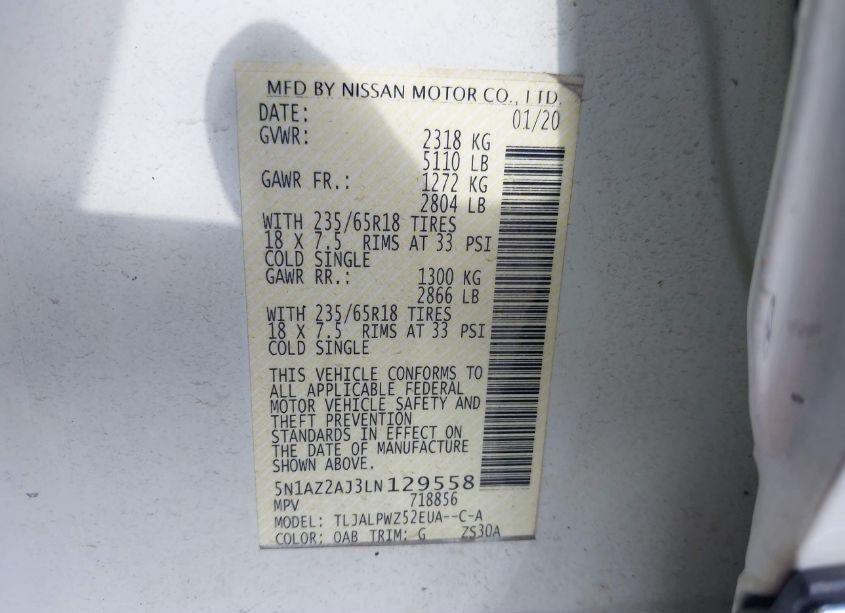 MFD BY NISSAN MOTOR CO., LTD.
DATE: 01/20
GVWR: 2318 KG
5110 LB
GAWR FR.: 1272 KG
2804 LB
WITH 235/65R18 TIRES
18 X 7.5 RIMS AT 33 PSI
COLD SINGLE
GAWR RR.: 1300 KG
2866 LB
WITH 235/65R18 TIRES
18 X 7.5 RIMS AT 33 PSI
COLD SINGLE
THIS VEHICLE CONFORMS TO
ALL APPLICABLE FEDERAL
MOTOR VEHICLE SAFETY AND
THEFT PREVENTION
STANDARDS IN EFFECT ON
THE DATE OF MANUFACTURE
SHOWN ABOVE.
5N1AZ2AJ3LN129558
MPV 718856
MODEL: TLJALPWZ52EUA--C-A
COLOR: QAB TRIM: G ZS30A